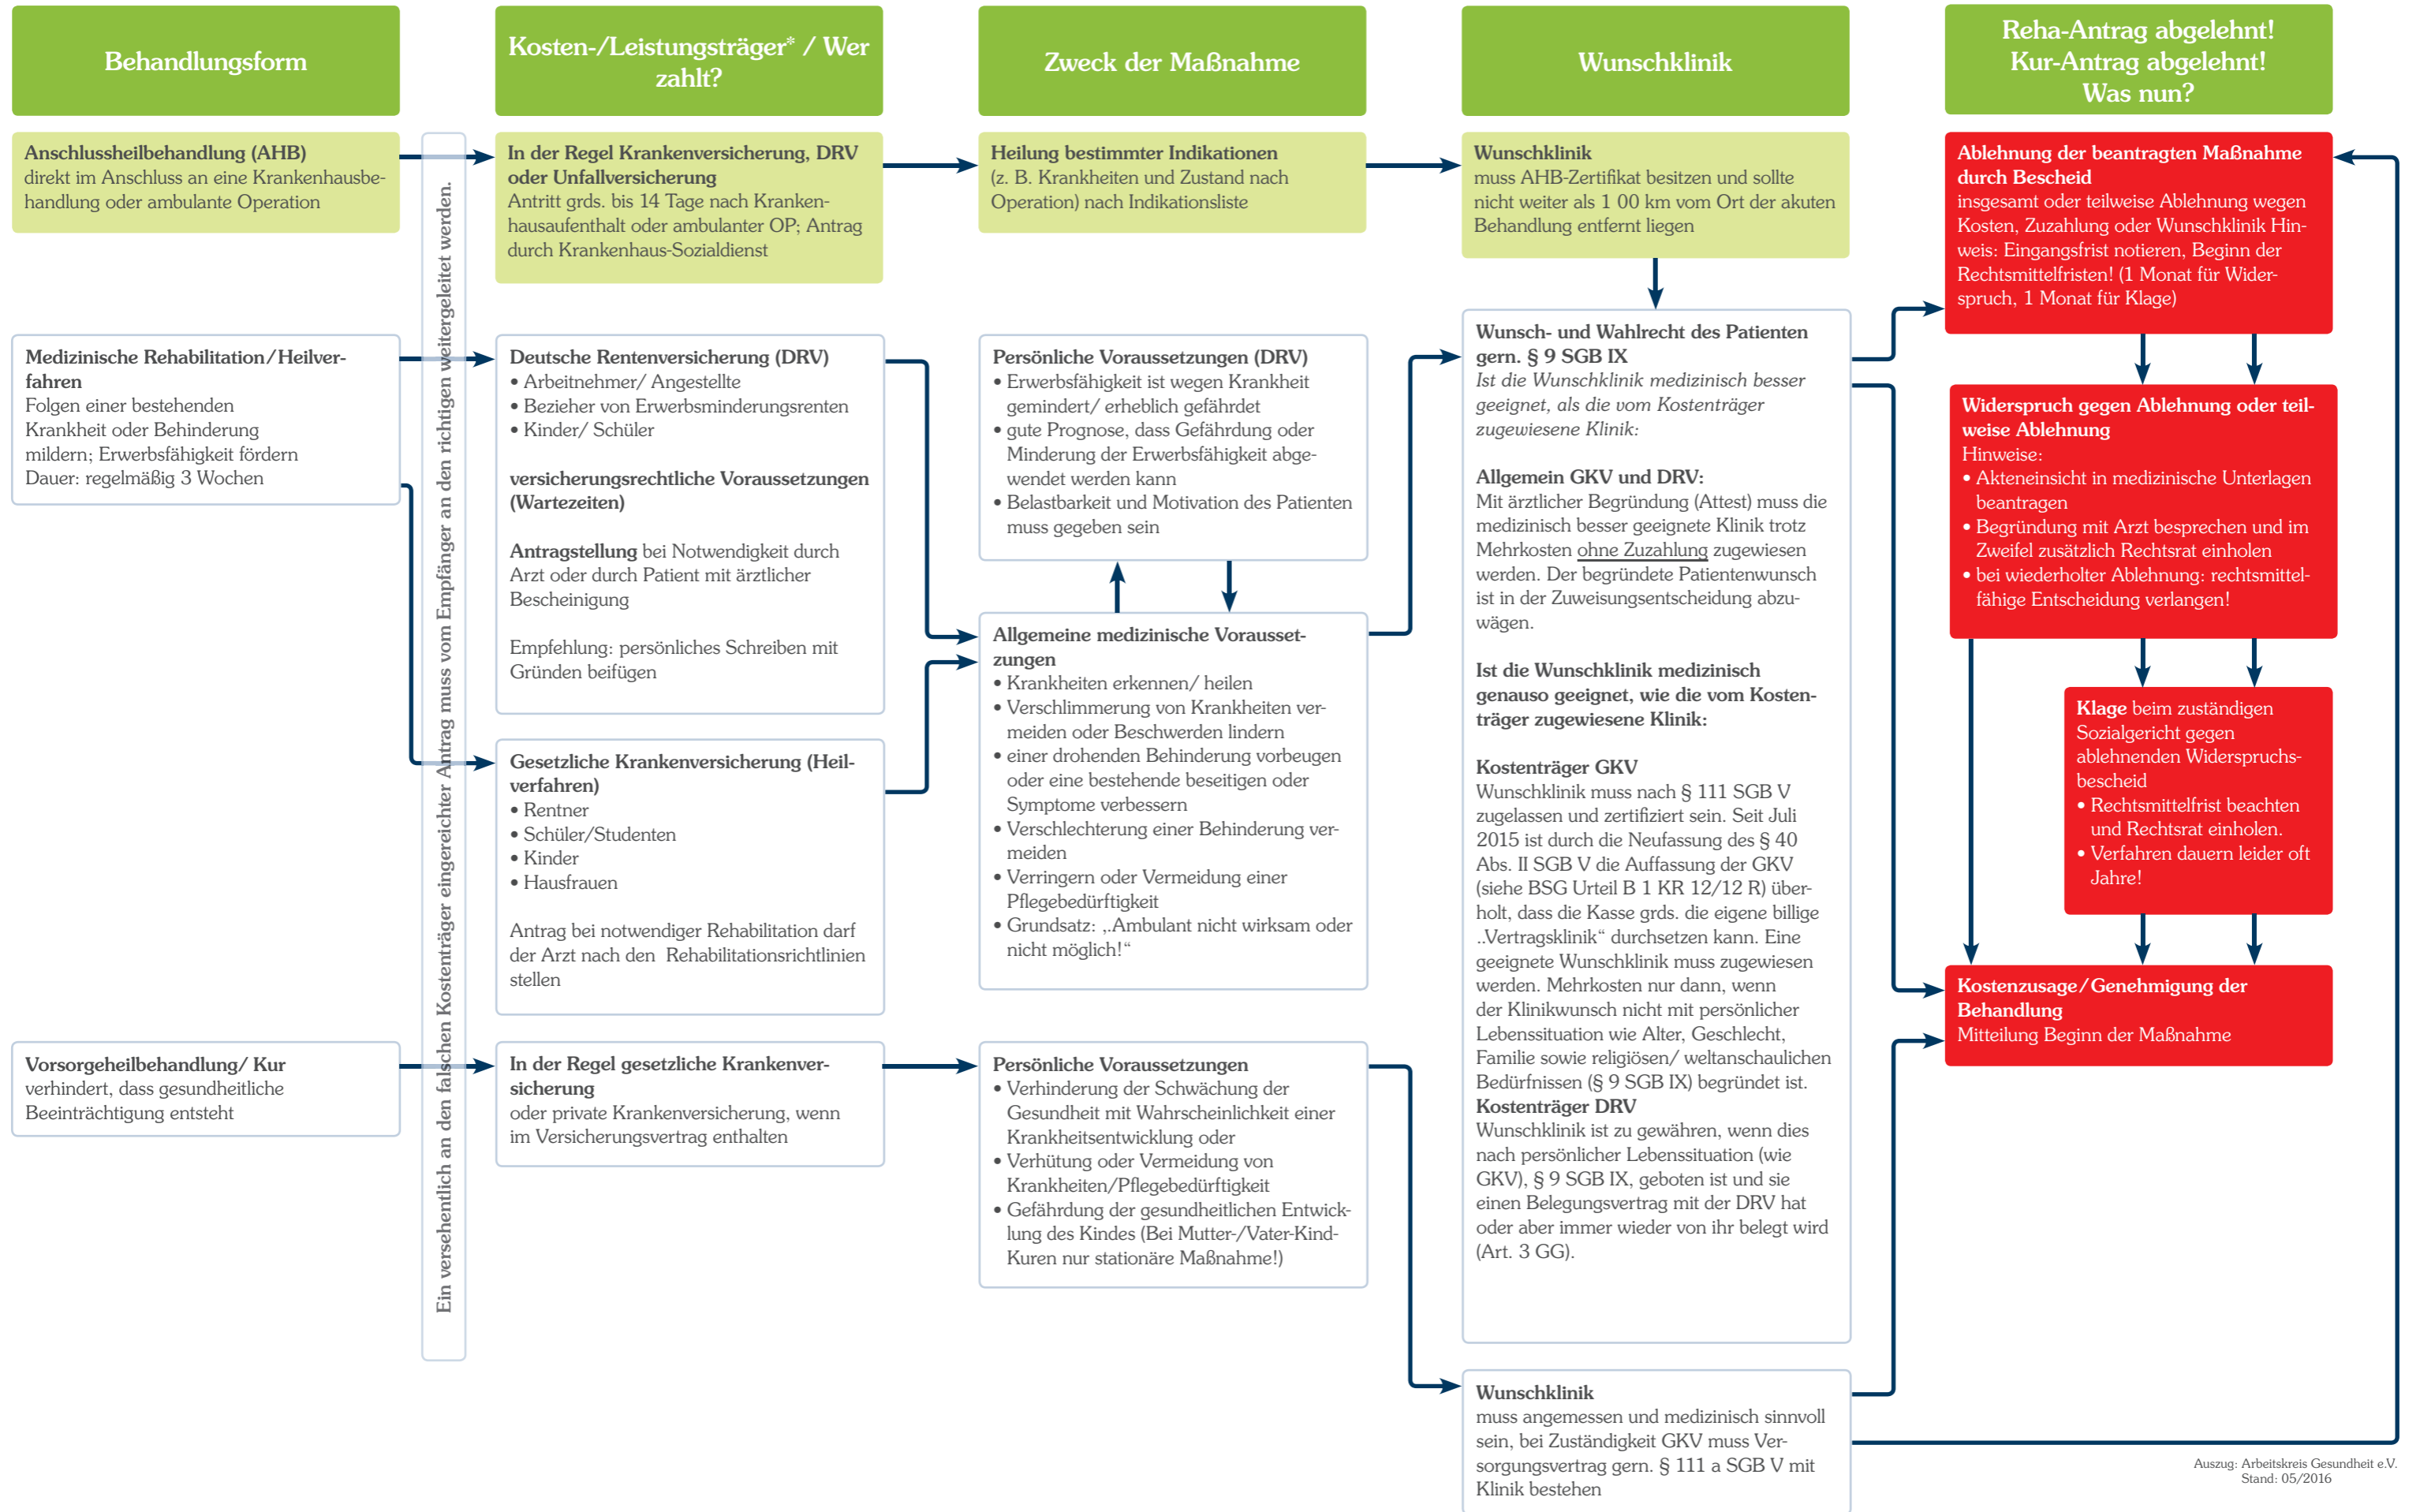 Behandlungsform
Kosten-/Leistungsträger* / Wer
zahlt?
Zweck der Maßnahme
Wunschklinik
Reha-Antrag abgelehnt!
Kur-Antrag abgelehnt!
Was nun?
Anschlussheilbehandlung (AHB)
direkt im Anschluss an eine Krankenhausbe-
handlung oder ambulante Operation
Medizinische Rehabilitation/Heilver-
fahren
Folgen einer bestehenden
Krankheit oder Behinderung
mildern; Erwerbsfähigkeit fördern
Dauer: regelmäßig 3 Wochen
Vorsorgeheilbehandlung/ Kur
verhindert, dass gesundheitliche
Beeinträchtigung entsteht
Ein versehentlich an den falschen Kostenträger eingereichter Antrag muss vom Empfänger an den richtigen weitergeleitet werden.
In der Regel Krankenversicherung, DRV
oder Unfallversicherung
Antritt grds. bis 14 Tage nach Kranken-
hausaufenthalt oder ambulanter OP; Antrag
durch Krankenhaus-Sozialdienst
Deutsche Rentenversicherung (DRV)
• Arbeitnehmer/ Angestellte
• Bezieher von Erwerbsminderungsrenten
• Kinder/ Schüler
versicherungsrechtliche Voraussetzungen
(Wartezeiten)
Antragstellung bei Notwendigkeit durch
Arzt oder durch Patient mit ärztlicher
Bescheinigung
Empfehlung: persönliches Schreiben mit
Gründen beifügen
Gesetzliche Krankenversicherung (Heil-
verfahren)
• Rentner
• Schüler/Studenten
• Kinder
• Hausfrauen
Antrag bei notwendiger Rehabilitation darf
der Arzt nach den Rehabilitationsrichtlinien
stellen
In der Regel gesetzliche Krankenver-
sicherung
oder private Krankenversicherung, wenn
im Versicherungsvertrag enthalten
Heilung bestimmter Indikationen
(z. B. Krankheiten und Zustand nach
Operation) nach Indikationsliste
Persönliche Voraussetzungen (DRV)
• Erwerbsfähigkeit ist wegen Krankheit
gemindert/ erheblich gefährdet
• gute Prognose, dass Gefährdung oder
Minderung der Erwerbsfähigkeit abge-
wendet werden kann
• Belastbarkeit und Motivation des Patienten
muss gegeben sein
Allgemeine medizinische Vorausset-
zungen
• Krankheiten erkennen/ heilen
• Verschlimmerung von Krankheiten ver-
meiden oder Beschwerden lindern
• einer drohenden Behinderung vorbeugen
oder eine bestehende beseitigen oder
Symptome verbessern
• Verschlechterung einer Behinderung ver-
meiden
• Verringern oder Vermeidung einer
Pflegebedürftigkeit
• Grundsatz: „Ambulant nicht wirksam oder
nicht möglich!“
Persönliche Voraussetzungen
• Verhinderung der Schwächung der
Gesundheit mit Wahrscheinlichkeit einer
Krankheitsentwicklung oder
• Verhütung oder Vermeidung von
Krankheiten/Pflegebedürftigkeit
• Gefährdung der gesundheitlichen Entwick-
lung des Kindes (Bei Mutter-/Vater-Kind-
Kuren nur stationäre Maßnahme!)
Wunschklinik
muss AHB-Zertifikat besitzen und sollte
nicht weiter als 1 00 km vom Ort der akuten
Behandlung entfernt liegen
Wunsch- und Wahlrecht des Patienten
gern. § 9 SGB IX
Ist die Wunschklinik medizinisch besser
geeignet, als die vom Kostenträger
zugewiesene Klinik:
Allgemein GKV und DRV:
Mit ärztlicher Begründung (Attest) muss die
medizinisch besser geeignete Klinik trotz
Mehrkosten ohne Zuzahlung zugewiesen
werden. Der begründete Patientenwunsch
ist in der Zuweisungsentscheidung abzu-
wägen.
Ist die Wunschklinik medizinisch
genauso geeignet, wie die vom Kosten-
träger zugewiesene Klinik:
Kostenträger GKV
Wunschklinik muss nach § 111 SGB V
zugelassen und zertifiziert sein. Seit Juli
2015 ist durch die Neufassung des § 40
Abs. II SGB V die Auffassung der GKV
(siehe BSG Urteil B 1 KR 12/12 R) über-
holt, dass die Kasse grds. die eigene billige
„Vertragsklinik“ durchsetzen kann. Eine
geeignete Wunschklinik muss zugewiesen
werden. Mehrkosten nur dann, wenn
der Klinikwunsch nicht mit persönlicher
Lebenssituation wie Alter, Geschlecht,
Familie sowie religiösen/ weltanschaulichen
Bedürfnissen (§ 9 SGB IX) begründet ist.
Kostenträger DRV
Wunschklinik ist zu gewähren, wenn dies
nach persönlicher Lebenssituation (wie
GKV), § 9 SGB IX, geboten ist und sie
einen Belegungsvertrag mit der DRV hat
oder aber immer wieder von ihr belegt wird
(Art. 3 GG).
Wunschklinik
muss angemessen und medizinisch sinnvoll
sein, bei Zuständigkeit GKV muss Ver-
sorgungsvertrag gern. § 111 a SGB V mit
Klinik bestehen
Ablehnung der beantragten Maßnahme
durch Bescheid
insgesamt oder teilweise Ablehnung wegen
Kosten, Zuzahlung oder Wunschklinik Hin-
weis: Eingangsfrist notieren, Beginn der
Rechtsmittelfristen! (1 Monat für Wider-
spruch, 1 Monat für Klage)
Widerspruch gegen Ablehnung oder teil-
weise Ablehnung
Hinweise:
• Akteneinsicht in medizinische Unterlagen
beantragen
• Begründung mit Arzt besprechen und im
Zweifel zusätzlich Rechtsrat einholen
• bei wiederholter Ablehnung: rechtsmittel-
fähige Entscheidung verlangen!
Klage beim zuständigen
Sozialgericht gegen
ablehnenden Widerspruchs-
bescheid
• Rechtsmittelfrist beachten
und Rechtsrat einholen.
• Verfahren dauern leider oft
Jahre!
Kostenzusage/Genehmigung der
Behandlung
Mitteilung Beginn der Maßnahme
Auszug: Arbeitskreis Gesundheit e.V.
Stand: 05/2016